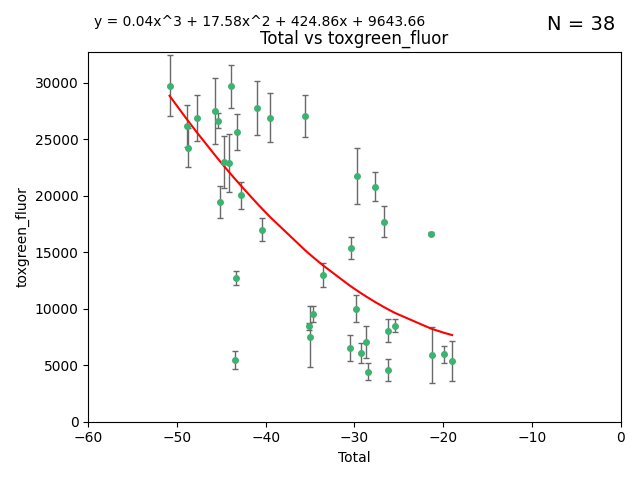 y = 0.04x^3 + 17.58x^2 + 424.86x + 9643.66
N = 38
Total vs toxgreen_fluor
30000
25000
20000
15000
10000
5000
0
toxgreen_fluor
−60 −50 −40 −30 −20 −10 0
Total